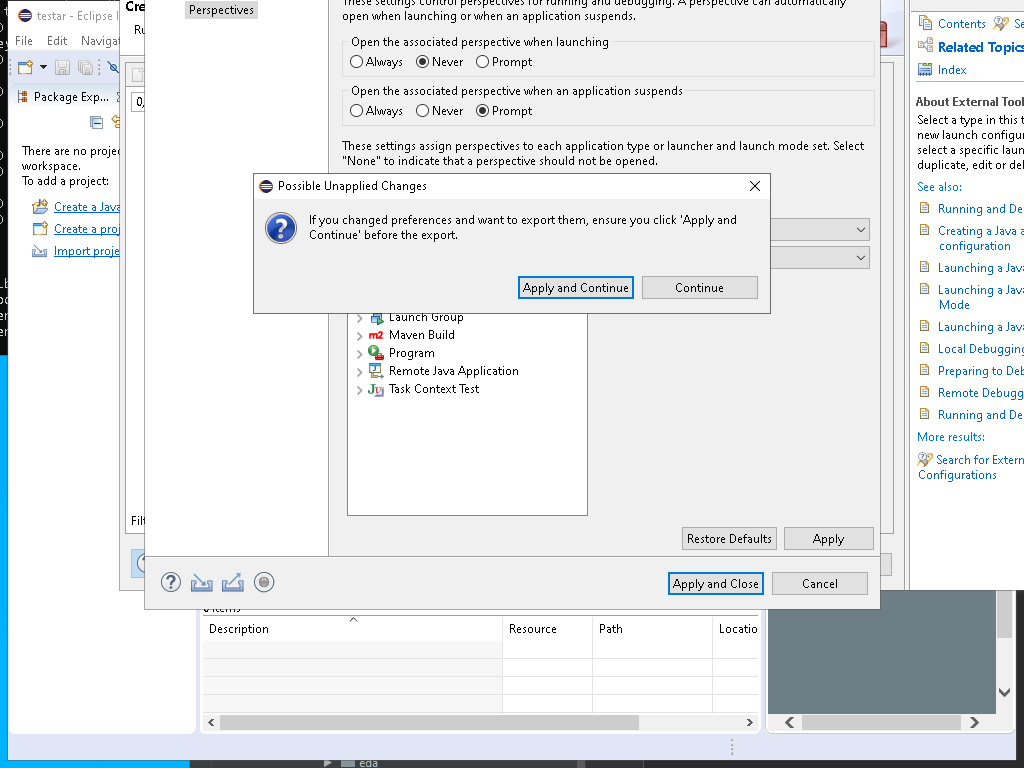 testar - Eclipse I
File Edit Navigat
Package Exp...
There are no proje
workspace.
To add a project:
Create a Java
Create a proj
Import proje
Cre
Ru
0,
Filt
Perspectives
These settings control perspectives for running and debugging. A perspective can automatically
open when launching or when an application suspends.
Open the associated perspective when launching
Always Never Prompt
Open the associated perspective when an application suspends
Always Never Prompt
These settings assign perspectives to each application type or launcher and launch mode set. Select
"None" to indicate that a perspective should not be opened.
Possible Unapplied Changes
If you changed preferences and want to export them, ensure you click 'Apply and
Continue' before the export.
Apply and Continue Continue
Launch Group
m2 Maven Build
Program
Remote Java Application
Task Context Test
Restore Defaults Apply
Apply and Close Cancel
Description Resource Path Locatio
Contents Se
Related Topics
Index
About External Tool
Select a type in this t
new launch configur
select a specific laun
duplicate, edit or del
See also:
Running and De
Creating a Java a
configuration
Launching a Java
Launching a Java
Mode
Launching a Java
Local Debugging
Preparing to Deb
Remote Debugg
Running and De
More results:
Search for Extern
Configurations
eda